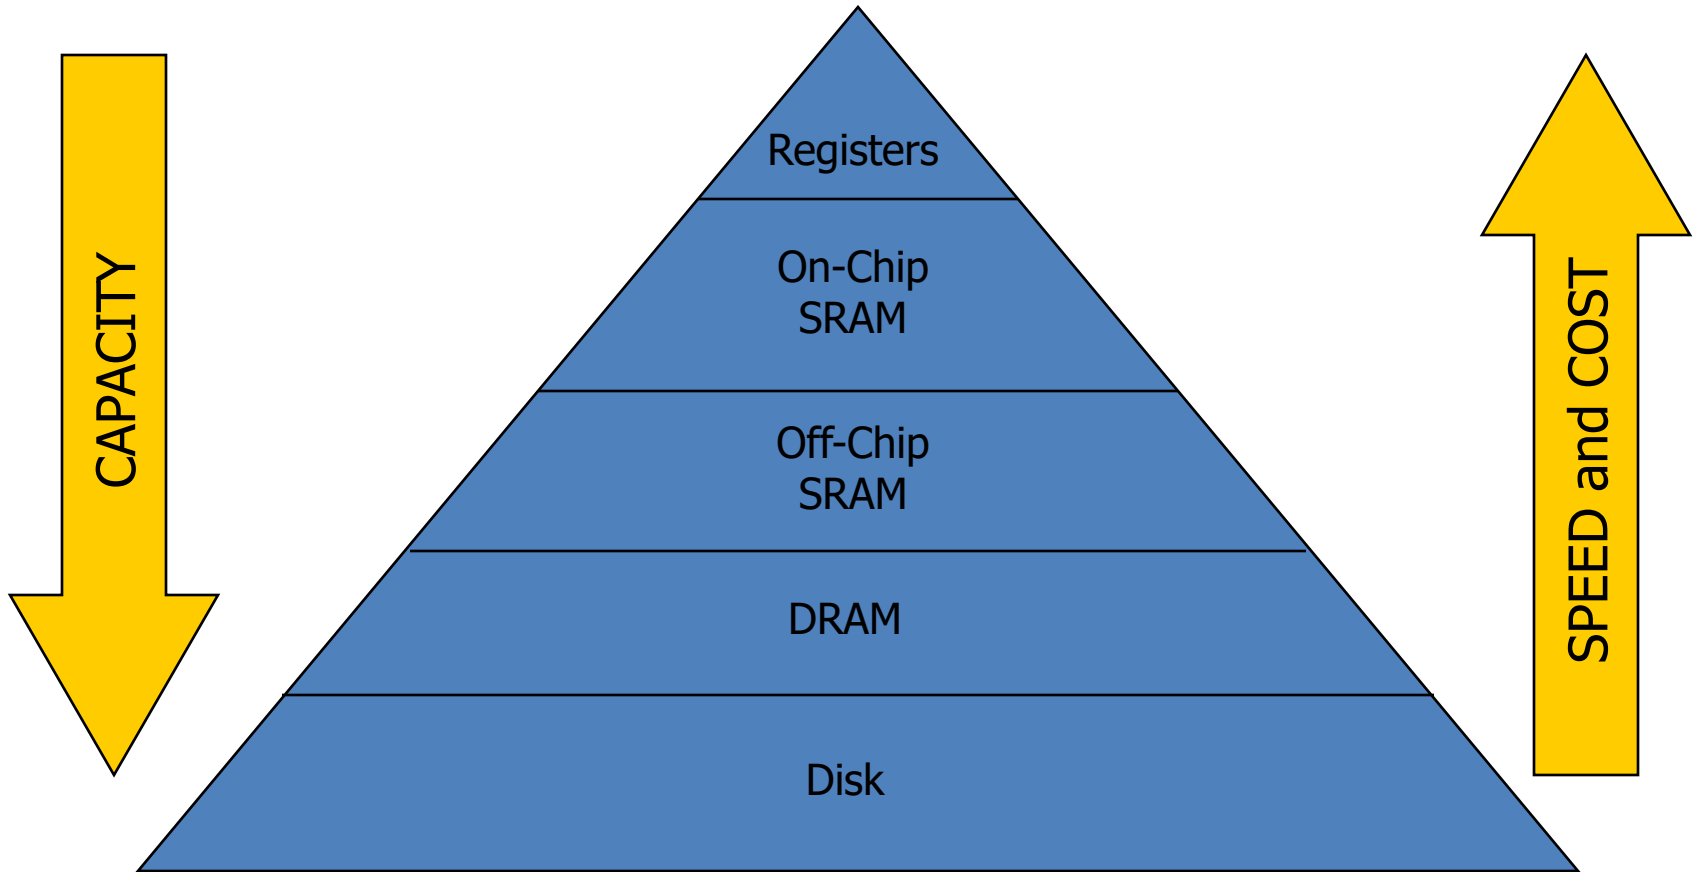 Registers
On-Chip
SRAM
Off-Chip
SRAM
DRAM
Disk
CAPACITY
SPEED and COST